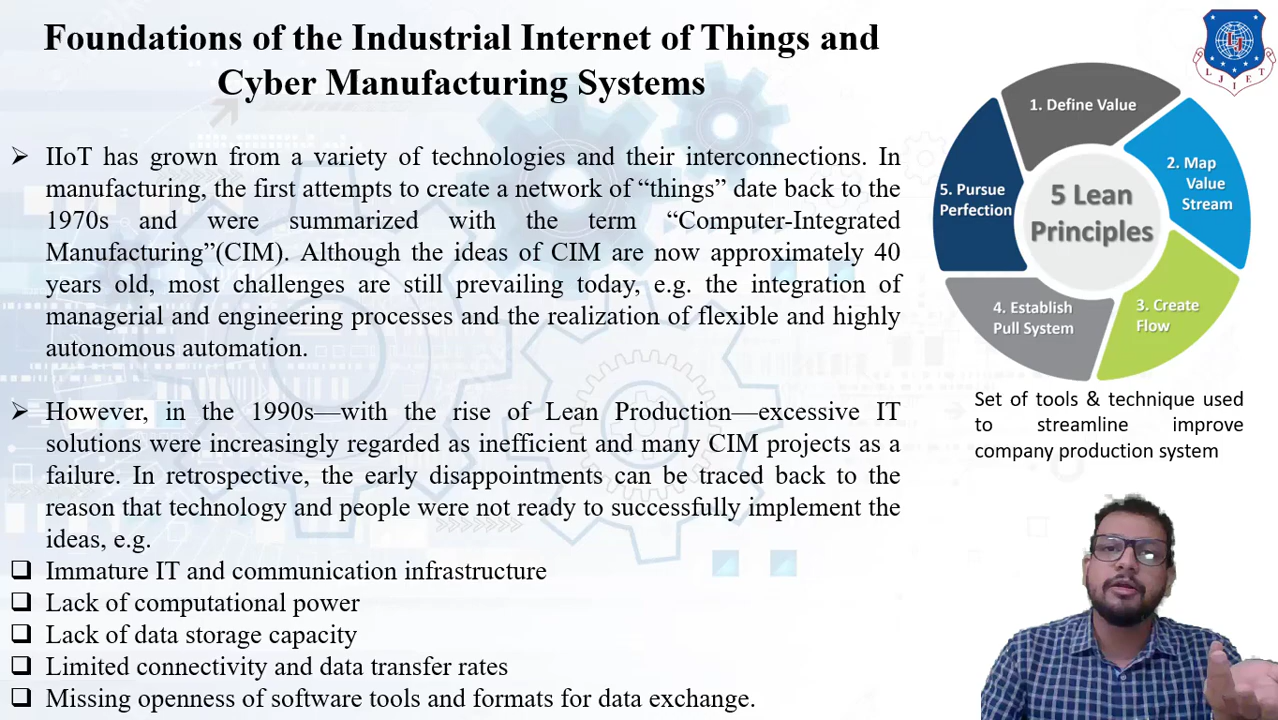 Foundations of the Industrial Internet of Things and
Cyber Manufacturing Systems
➢ IIoT has grown from a variety of technologies and their interconnections. In
manufacturing, the first attempts to create a network of “things” date back to the
1970s and were summarized with the term “Computer-Integrated
Manufacturing”(CIM). Although the ideas of CIM are now approximately 40
years old, most challenges are still prevailing today, e.g. the integration of
managerial and engineering processes and the realization of flexible and highly
autonomous automation.
➢ However, in the 1990s—with the rise of Lean Production—excessive IT
solutions were increasingly regarded as inefficient and many CIM projects as a
failure. In retrospective, the early disappointments can be traced back to the
reason that technology and people were not ready to successfully implement the
ideas, e.g.
❑ Immature IT and communication infrastructure
❑ Lack of computational power
❑ Lack of data storage capacity
❑ Limited connectivity and data transfer rates
❑ Missing openness of software tools and formats for data exchange.
LJIET
1. Define Value
2. Map
Value
Stream
3. Create
Flow
4. Establish
Pull System
5. Pursue
Perfection
5 Lean
Principles
Set of tools & technique used
to streamline improve
company production system